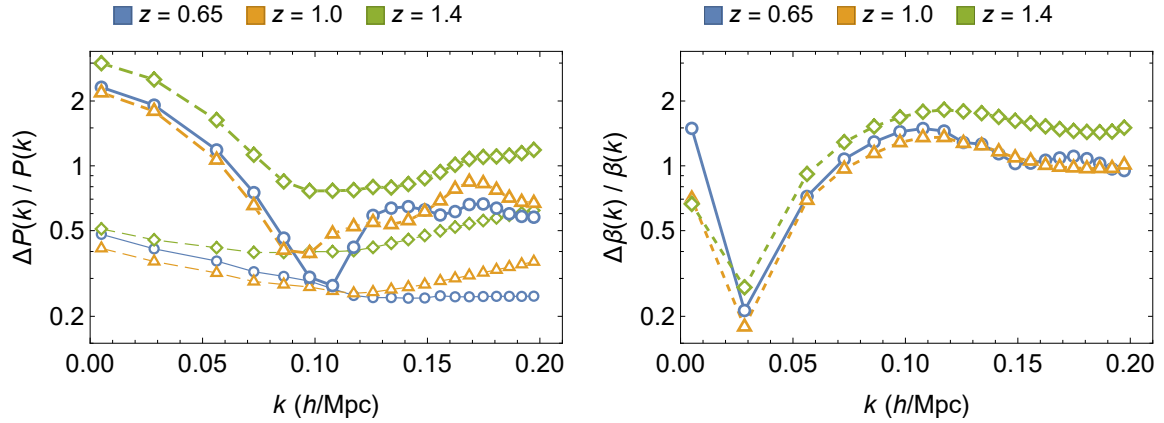 z = 0.65 z = 1.0 z = 1.4
ΔP(k) / P(k)
2
1
0.5
0.2
0.00 0.05 0.10 0.15 0.20
k (h/Mpc)
z = 0.65 z = 1.0 z = 1.4
Δβ(k) / β(k)
2
1
0.5
0.2
0.00 0.05 0.10 0.15 0.20
k (h/Mpc)